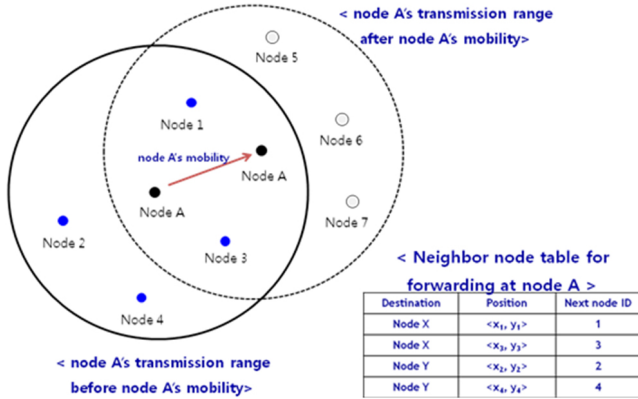 < node A's transmission range
after node A's mobility>
Node 5
Node 1
Node 6
node A's mobility
Node A
Node A
Node 7
Node 2
Node 3
Node 4
< Neighbor node table for
forwarding at node A >
Destination Position Next node ID
Node X <x₁, y₁> 1
Node X <x₃, y₃> 3
Node Y <x₂, y₂> 2
Node Y <x₄, y₄> 4
< node A's transmission range
before node A's mobility>